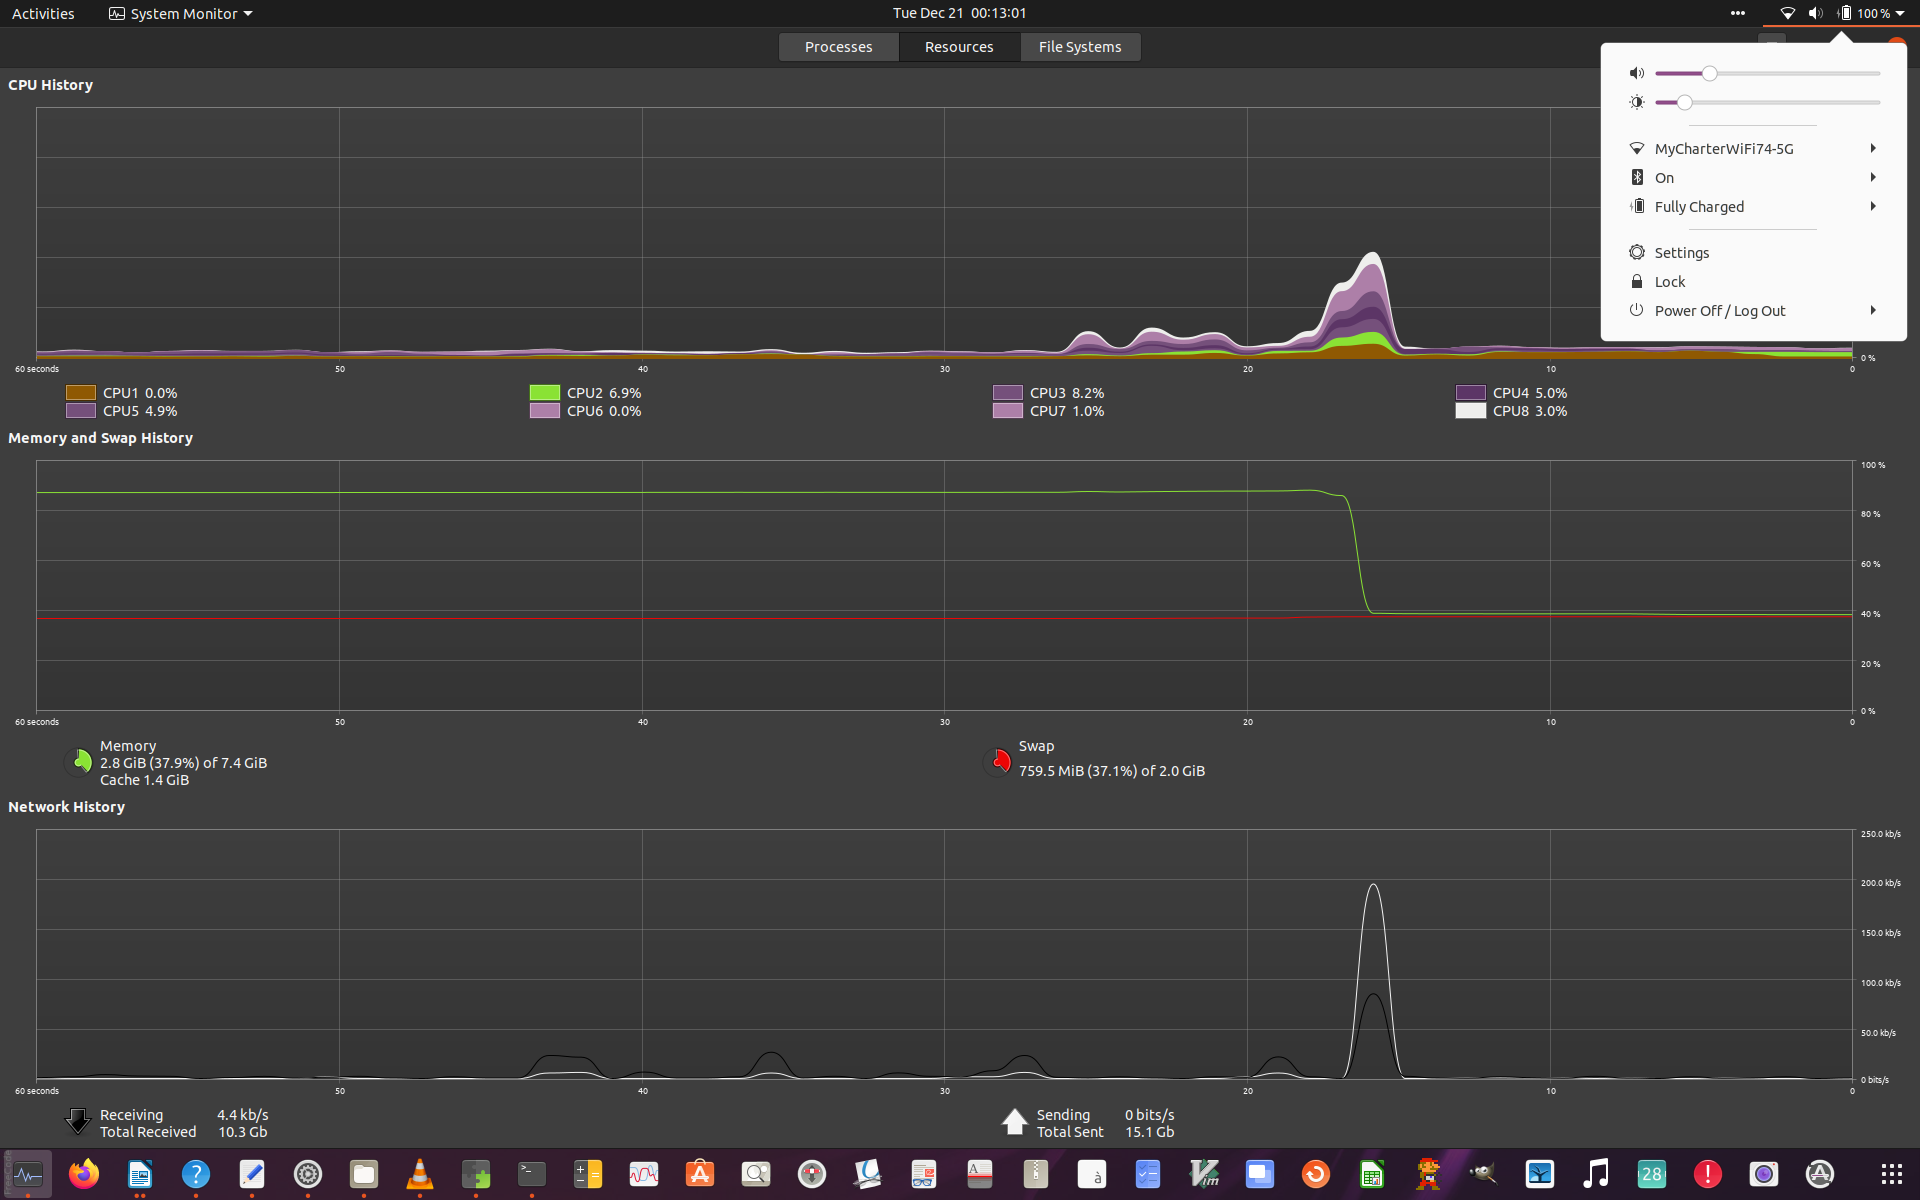 Activities System Monitor Tue Dec 21 00:13:01 100 %
Processes Resources File Systems
CPU History
MyCharterWiFi74-5G
On
Fully Charged
Settings
Lock
Power Off / Log Out
0 %
60 seconds 50 40 30 20 10 0
CPU1 0.0% CPU2 6.9% CPU3 8.2% CPU4 5.0%
CPU5 4.9% CPU6 0.0% CPU7 1.0% CPU8 3.0%
Memory and Swap History
100 %
80 %
60 %
40 %
20 %
0 %
60 seconds 50 40 30 20 10 0
Memory
2.8 GiB (37.9%) of 7.4 GiB
Cache 1.4 GiB
Swap
759.5 MiB (37.1%) of 2.0 GiB
Network History
250.0 kb/s
200.0 kb/s
150.0 kb/s
100.0 kb/s
50.0 kb/s
0 bits/s
60 seconds 50 40 30 20 10 0
Receiving 4.4 kb/s
Total Received 10.3 Gb
Sending 0 bits/s
Total Sent 15.1 Gb
? >_ A à Vim 28 !